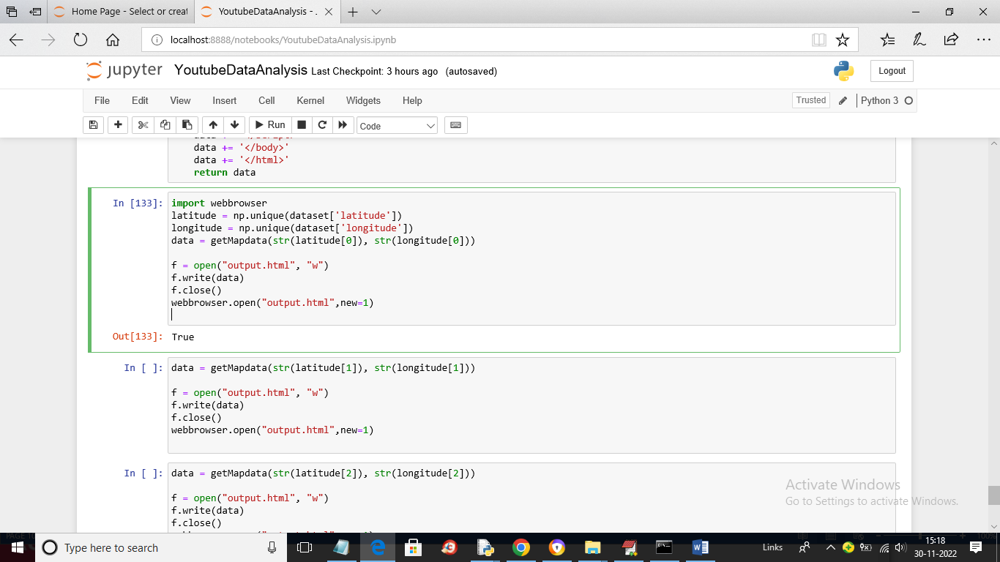 Home Page - Select or creat
YoutubeDataAnalysis - .
localhost:8888/notebooks/YoutubeDataAnalysis.ipynb
jupyter YoutubeDataAnalysis Last Checkpoint: 3 hours ago (autosaved)
Logout
File Edit View Insert Cell Kernel Widgets Help
Trusted Python 3
Run Code
data += '</body>'
data += '</html>'
return data
In [133]: import webbrowser
latitude = np.unique(dataset['latitude'])
longitude = np.unique(dataset['longitude'])
data = getMapdata(str(latitude[0]), str(longitude[0]))
f = open("output.html", "w")
f.write(data)
f.close()
webbrowser.open("output.html",new=1)
Out[133]: True
In [ ]: data = getMapdata(str(latitude[1]), str(longitude[1]))
f = open("output.html", "w")
f.write(data)
f.close()
webbrowser.open("output.html",new=1)
In [ ]: data = getMapdata(str(latitude[2]), str(longitude[2]))
f = open("output.html", "w")
f.write(data)
f.close()
Activate Windows
Go to Settings to activate Windows.
Type here to search
Links
15:18
30-11-2022